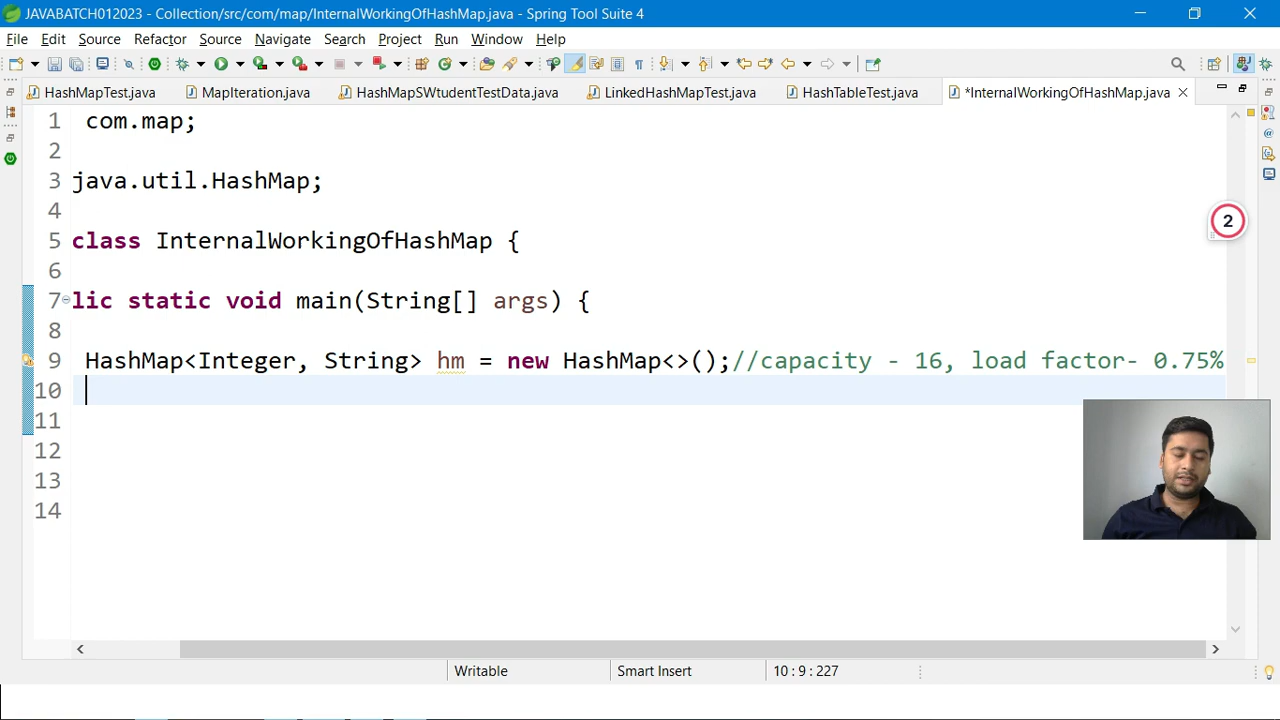 JAVABATCH012023 - Collection/src/com/map/InternalWorkingOfHashMap.java - Spring Tool Suite 4
File Edit Source Refactor Source Navigate Search Project Run Window Help
HashMapTest.java MapIteration.java HashMapSWtudentTestData.java LinkedHashMapTest.java HashTableTest.java *InternalWorkingOfHashMap.java
1 com.map;
2
3 java.util.HashMap;
4
5 class InternalWorkingOfHashMap {
6
7 lic static void main(String[] args) {
8
9 HashMap<Integer, String> hm = new HashMap<>();//capacity - 16, load factor- 0.75%
10
11
12
13
14
2
Writable Smart Insert 10 : 9 : 227